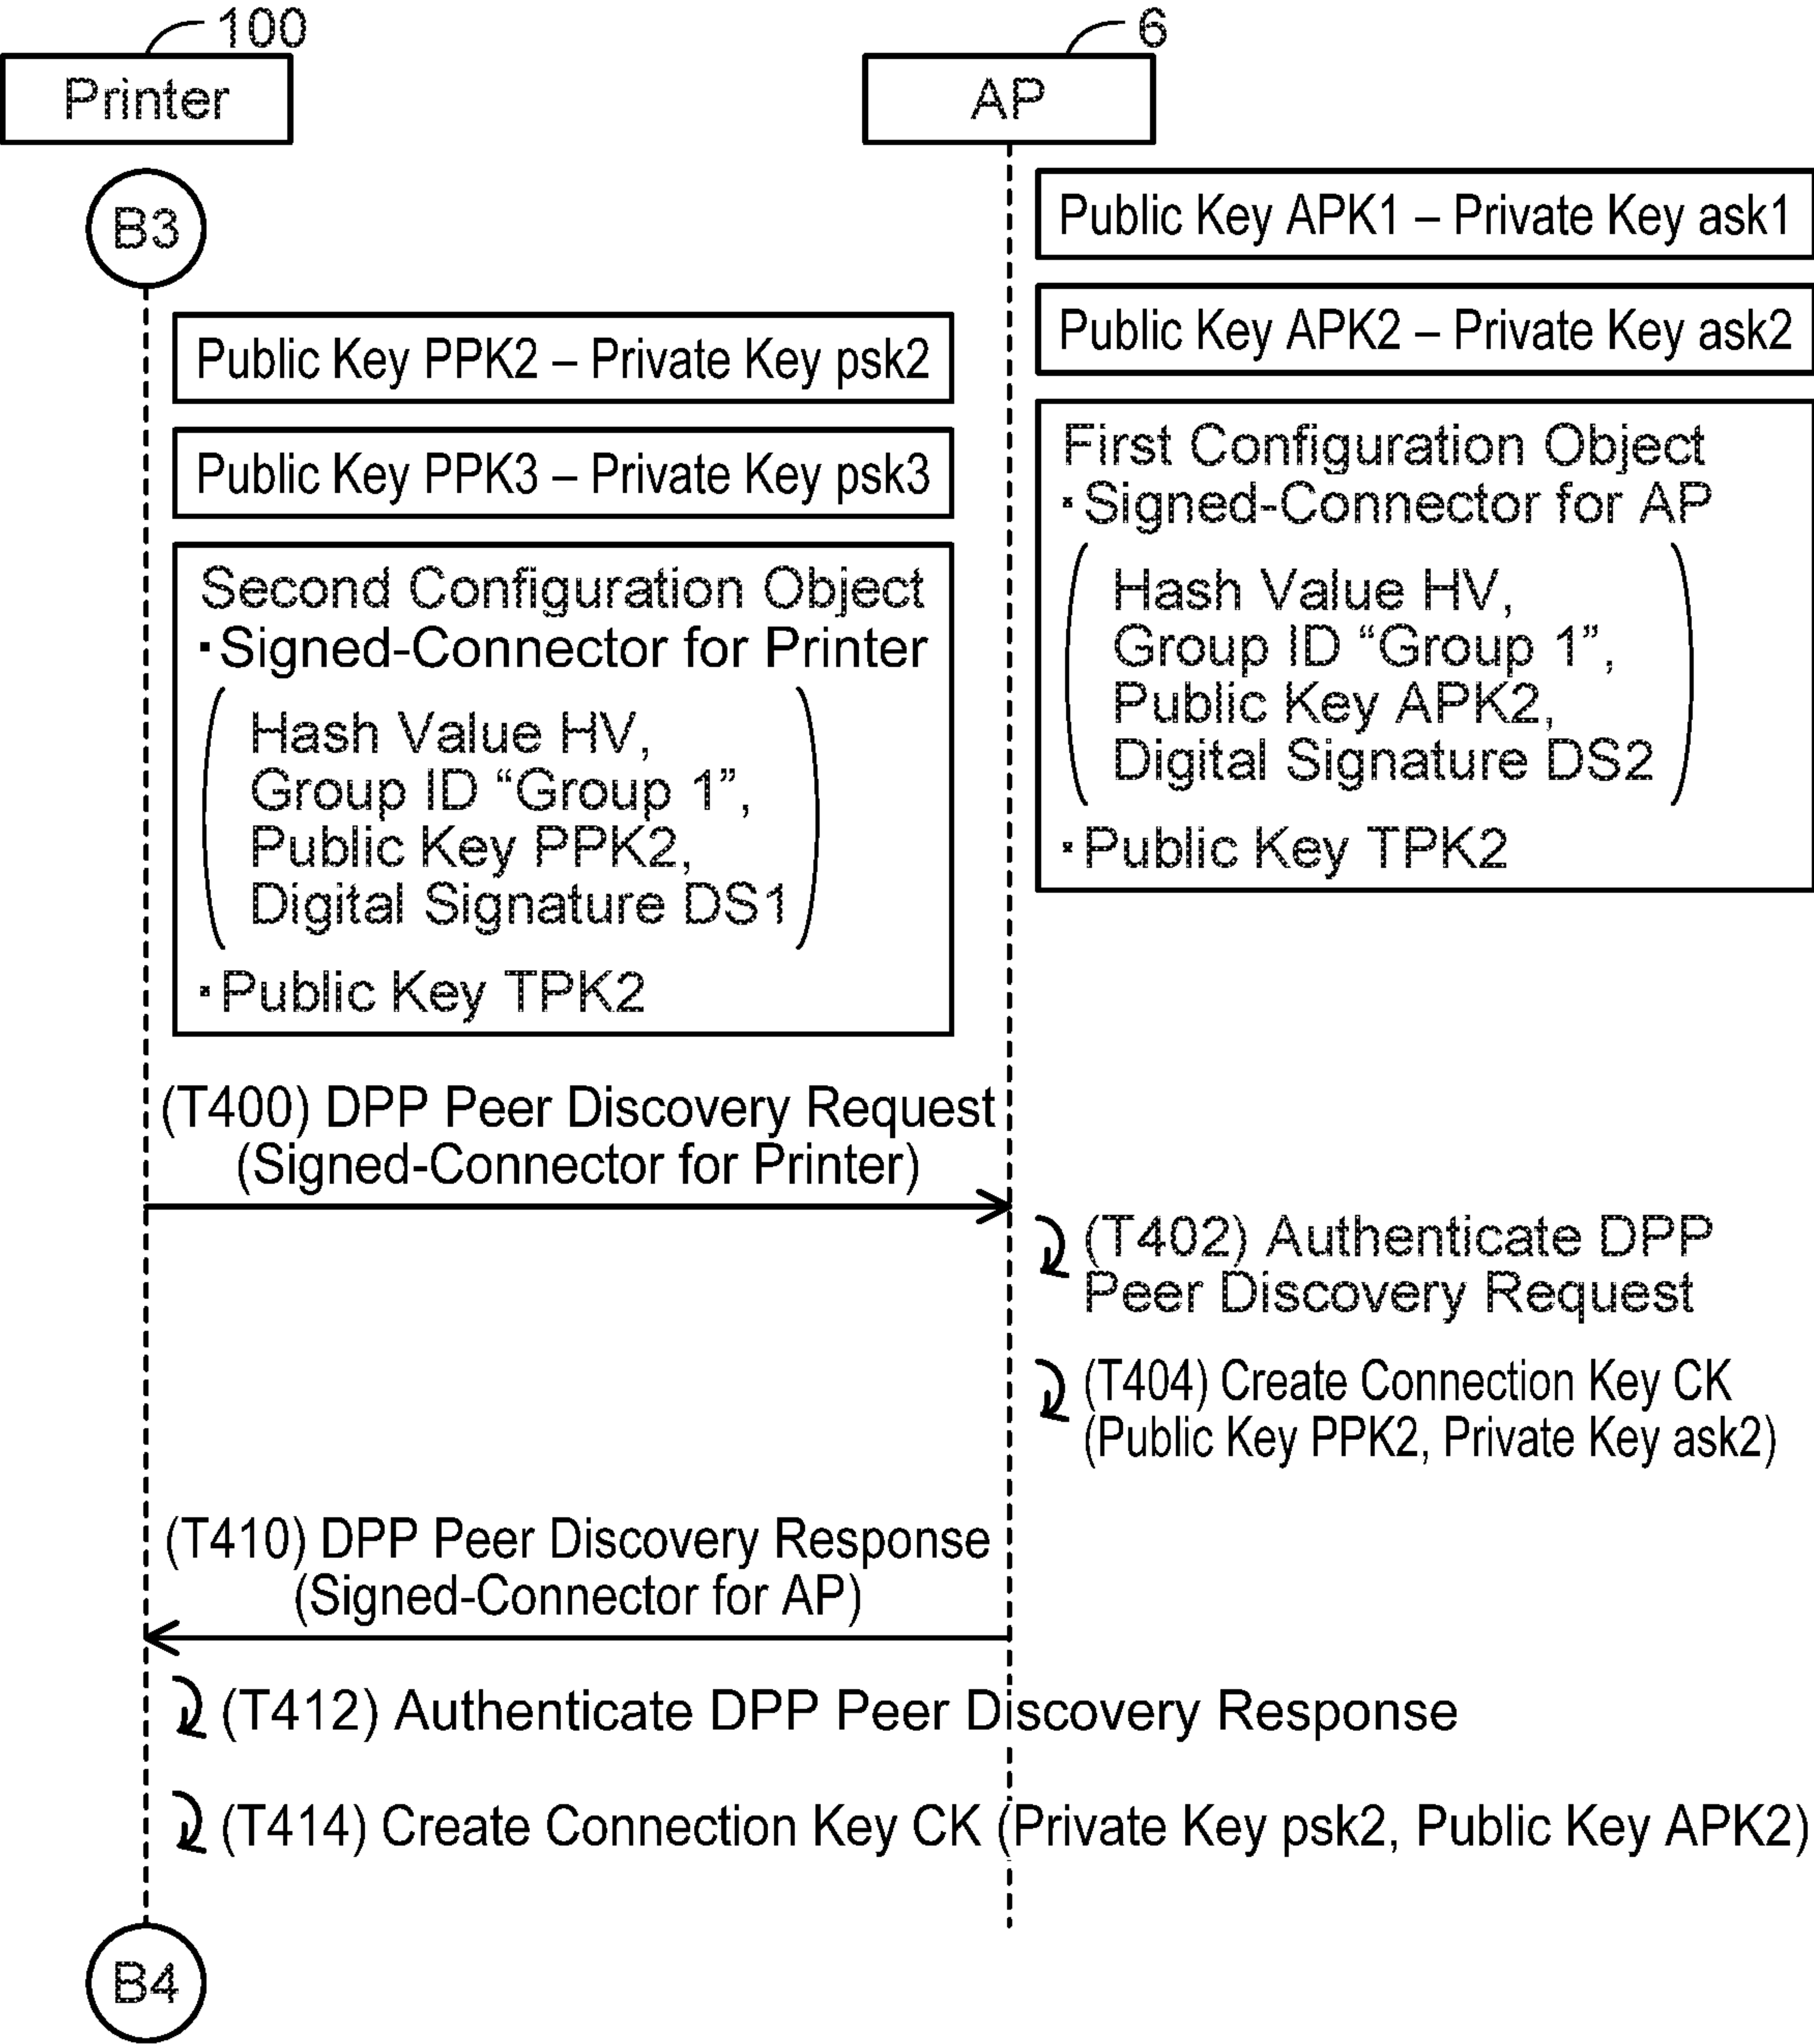 100
6
Printer
AP
B3
Public Key APK1 – Private Key ask1
Public Key APK2 – Private Key ask2
Public Key PPK2 – Private Key psk2
Public Key PPK3 – Private Key psk3
First Configuration Object
・Signed-Connector for AP
Hash Value HV,
Group ID “Group 1”,
Public Key APK2,
Digital Signature DS2
・Public Key TPK2
Second Configuration Object
・Signed-Connector for Printer
Hash Value HV,
Group ID “Group 1”,
Public Key PPK2,
Digital Signature DS1
・Public Key TPK2
(T400) DPP Peer Discovery Request
(Signed-Connector for Printer)
(T402) Authenticate DPP
Peer Discovery Request
(T404) Create Connection Key CK
(Public Key PPK2, Private Key ask2)
(T410) DPP Peer Discovery Response
(Signed-Connector for AP)
(T412) Authenticate DPP Peer Discovery Response
(T414) Create Connection Key CK (Private Key psk2, Public Key APK2)
B4